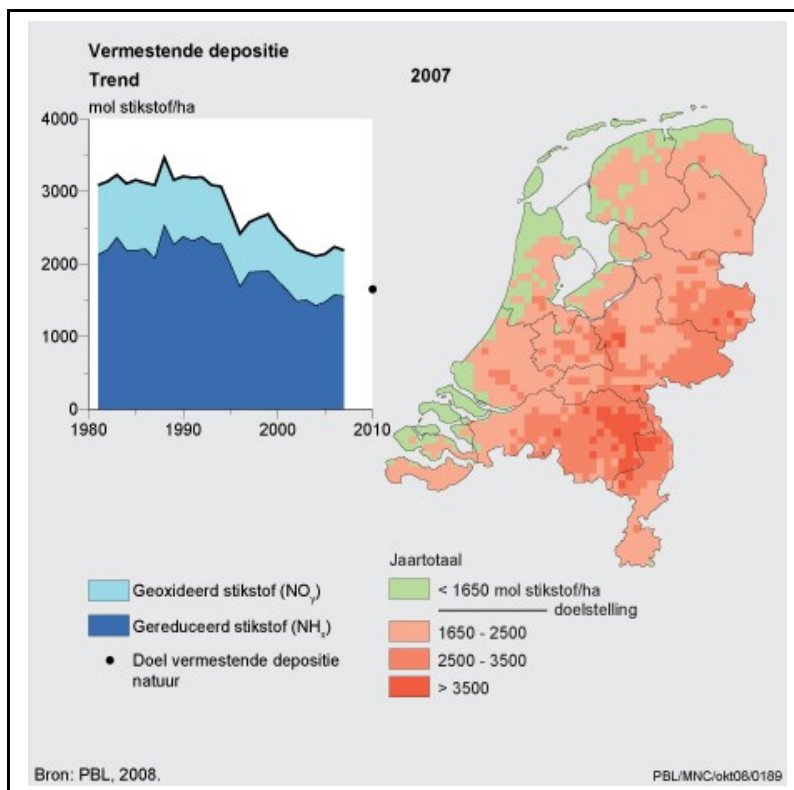 Vermestende depositie
Trend
2007
mol stikstof/ha
4000
3000
2000
1000
0
1980
1990
2000
2010
Geoxideerd stikstof (NOy)
Gereduceerd stikstof (NHx)
Doel vermestende depositie
natuur
Jaartotaal
< 1650 mol stikstof/ha
doelstelling
1650 - 2500
2500 - 3500
> 3500
Bron: PBL, 2008.
PBL/MNC/okt08/0189